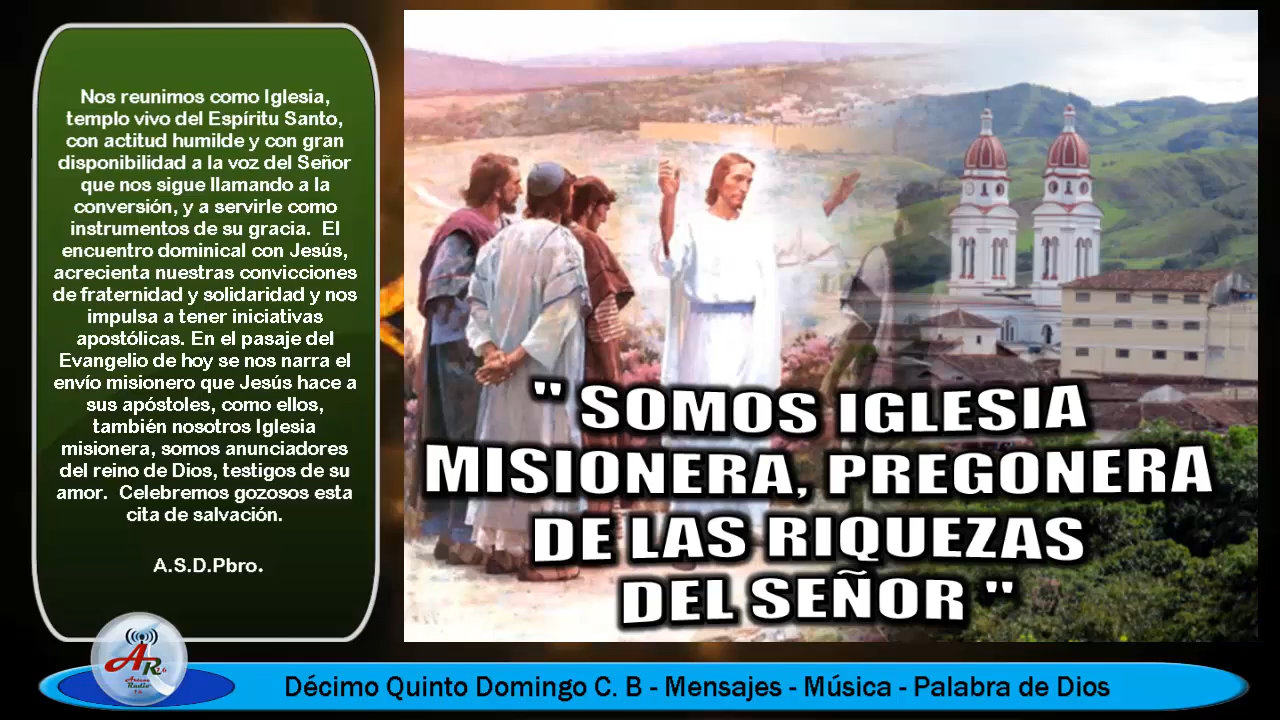 Nos reunimos como Iglesia,
templo vivo del Espíritu Santo,
con actitud humilde y con gran
disponibilidad a la voz del Señor
que nos sigue llamando a la
conversión, y a servirle como
instrumentos de su gracia. El
encuentro dominical con Jesús,
acrecienta nuestras convicciones
de fraternidad y solidaridad y nos
impulsa a tener iniciativas
apostólicas. En el pasaje del
Evangelio de hoy se nos narra el
envío misionero que Jesús hace a
sus apóstoles, como ellos,
también nosotros Iglesia
misionera, somos anunciadores
del reino de Dios, testigos de su
amor. Celebremos gozosos esta
cita de salvación.
A.S.D.Pbro.
" SOMOS IGLESIA
MISIONERA, PREGONERA
DE LAS RIQUEZAS
DEL SEÑOR "
AR
Radio
Décimo Quinto Domingo C. B - Mensajes - Música - Palabra de Dios